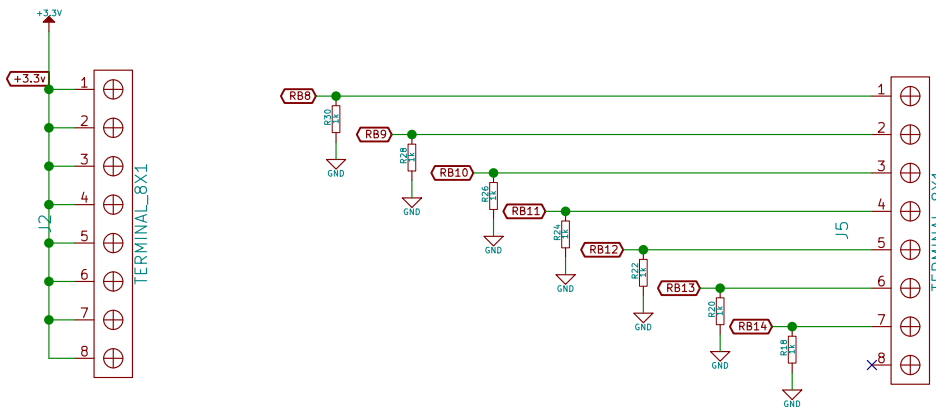 +3.3V
+3.3v
1
2
3
4
5
6
7
8
J2
TERMINAL_8X1
RB8
R30
1k
GND
RB9
R28
1k
GND
RB10
R26
1k
GND
RB11
R24
1k
GND
RB12
R22
1k
GND
RB13
R20
1k
GND
RB14
R18
1k
GND
1
2
3
4
5
6
7
8
J5
TERMINAL_8X1